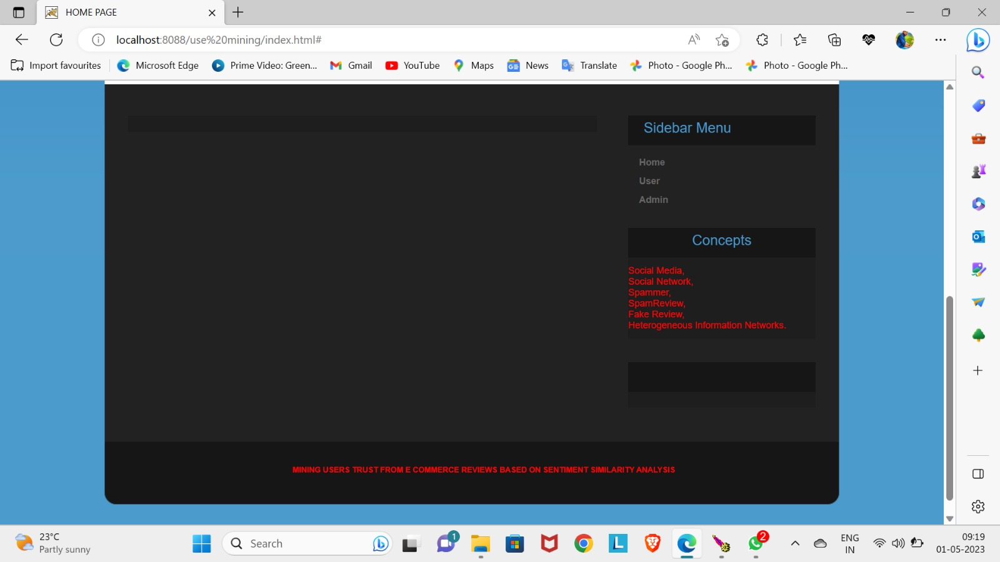 HOME PAGE
localhost:8088/use%20mining/index.html#
Import favourites
Microsoft Edge
Prime Video: Green...
Gmail
YouTube
Maps
News
Translate
Photo - Google Ph...
Photo - Google Ph...
Sidebar Menu
Home
User
Admin
Concepts
Social Media,
Social Network,
Spammer,
SpamReview,
Fake Review,
Heterogeneous Information Networks.
MINING USERS TRUST FROM E COMMERCE REVIEWS BASED ON SENTIMENT SIMILARITY ANALYSIS
23°C
Partly sunny
Search
1
L
2
ENG
IN
09:19
01-05-2023